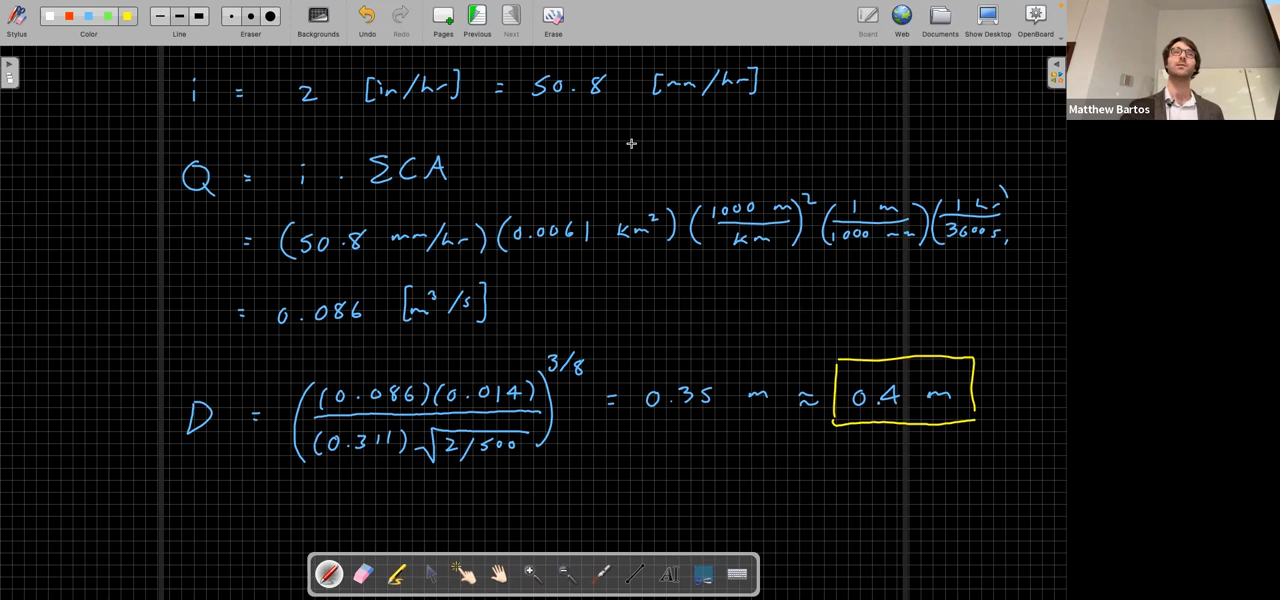 Stylus Color Line Eraser Backgrounds Undo Redo Pages Previous Next Erase Board Web Documents Show Desktop OpenBoard
Matthew Bartos
i = 2 [in/hr] = 50.8 [mm/hr]
Q = i · ΣCA
= (50.8 mm/hr)(0.0061 km²)(1000 m / km)²(1 m / 1000 mm)(1 hr / 3600 s)
= 0.086 [m³/s]
D = ((0.086)(0.014) / (0.311)√2/500)^3/8 = 0.35 m ≈ 0.4 m
AI